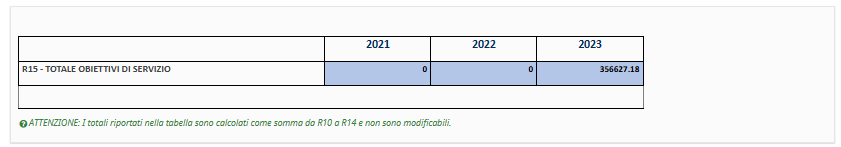 2021 2022 2023
R15 - TOTALE OBIETTIVI DI SERVIZIO 0 0 356627.18
ATTENZIONE: I totali riportati nella tabella sono calcolati come somma da R10 a R14 e non sono modificabili.